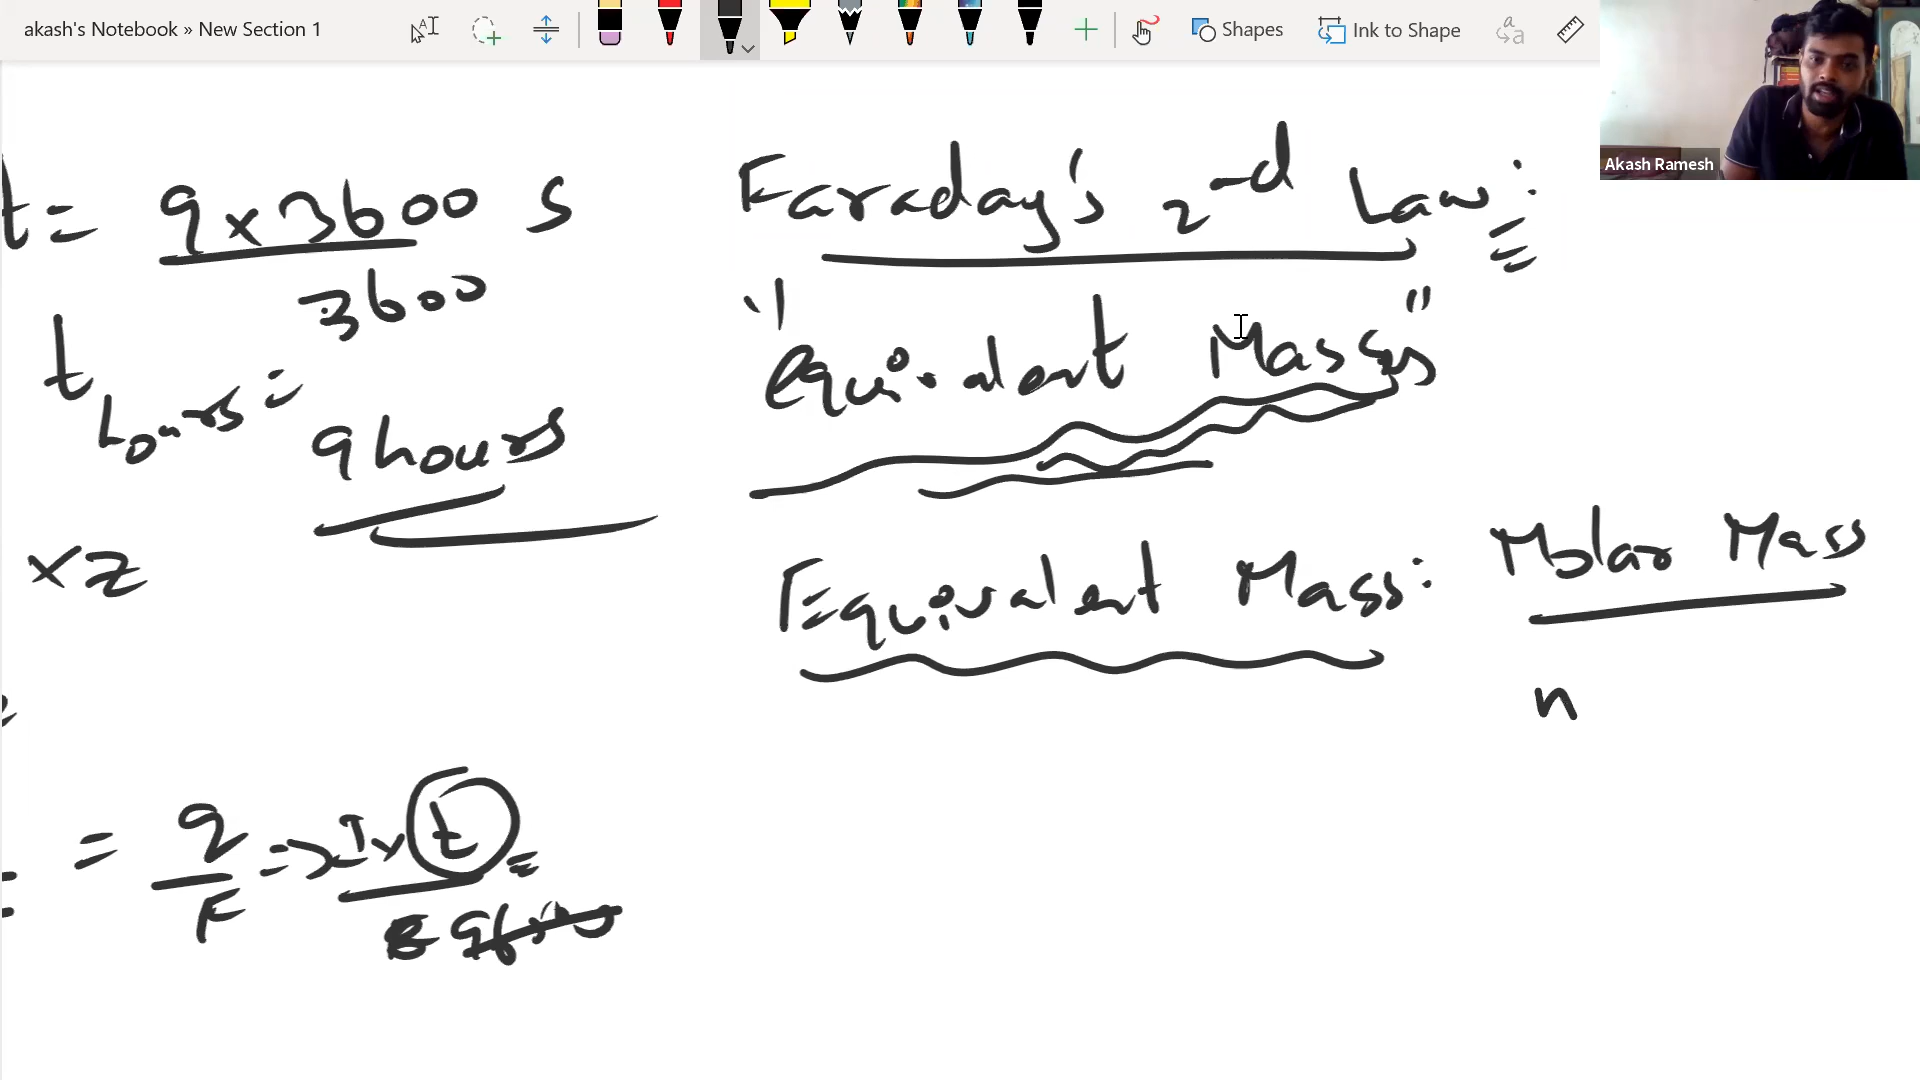 akash's Notebook » New Section 1
Shapes
Ink to Shape
Akash Ramesh
t = 9 x 3600 s
3600
t hours =
9 hours
x z
= q
F
=> I x t =
Faraday's 2nd Law:
"Equivalent Masses"
Equivalent Mass: Molar Mass
n